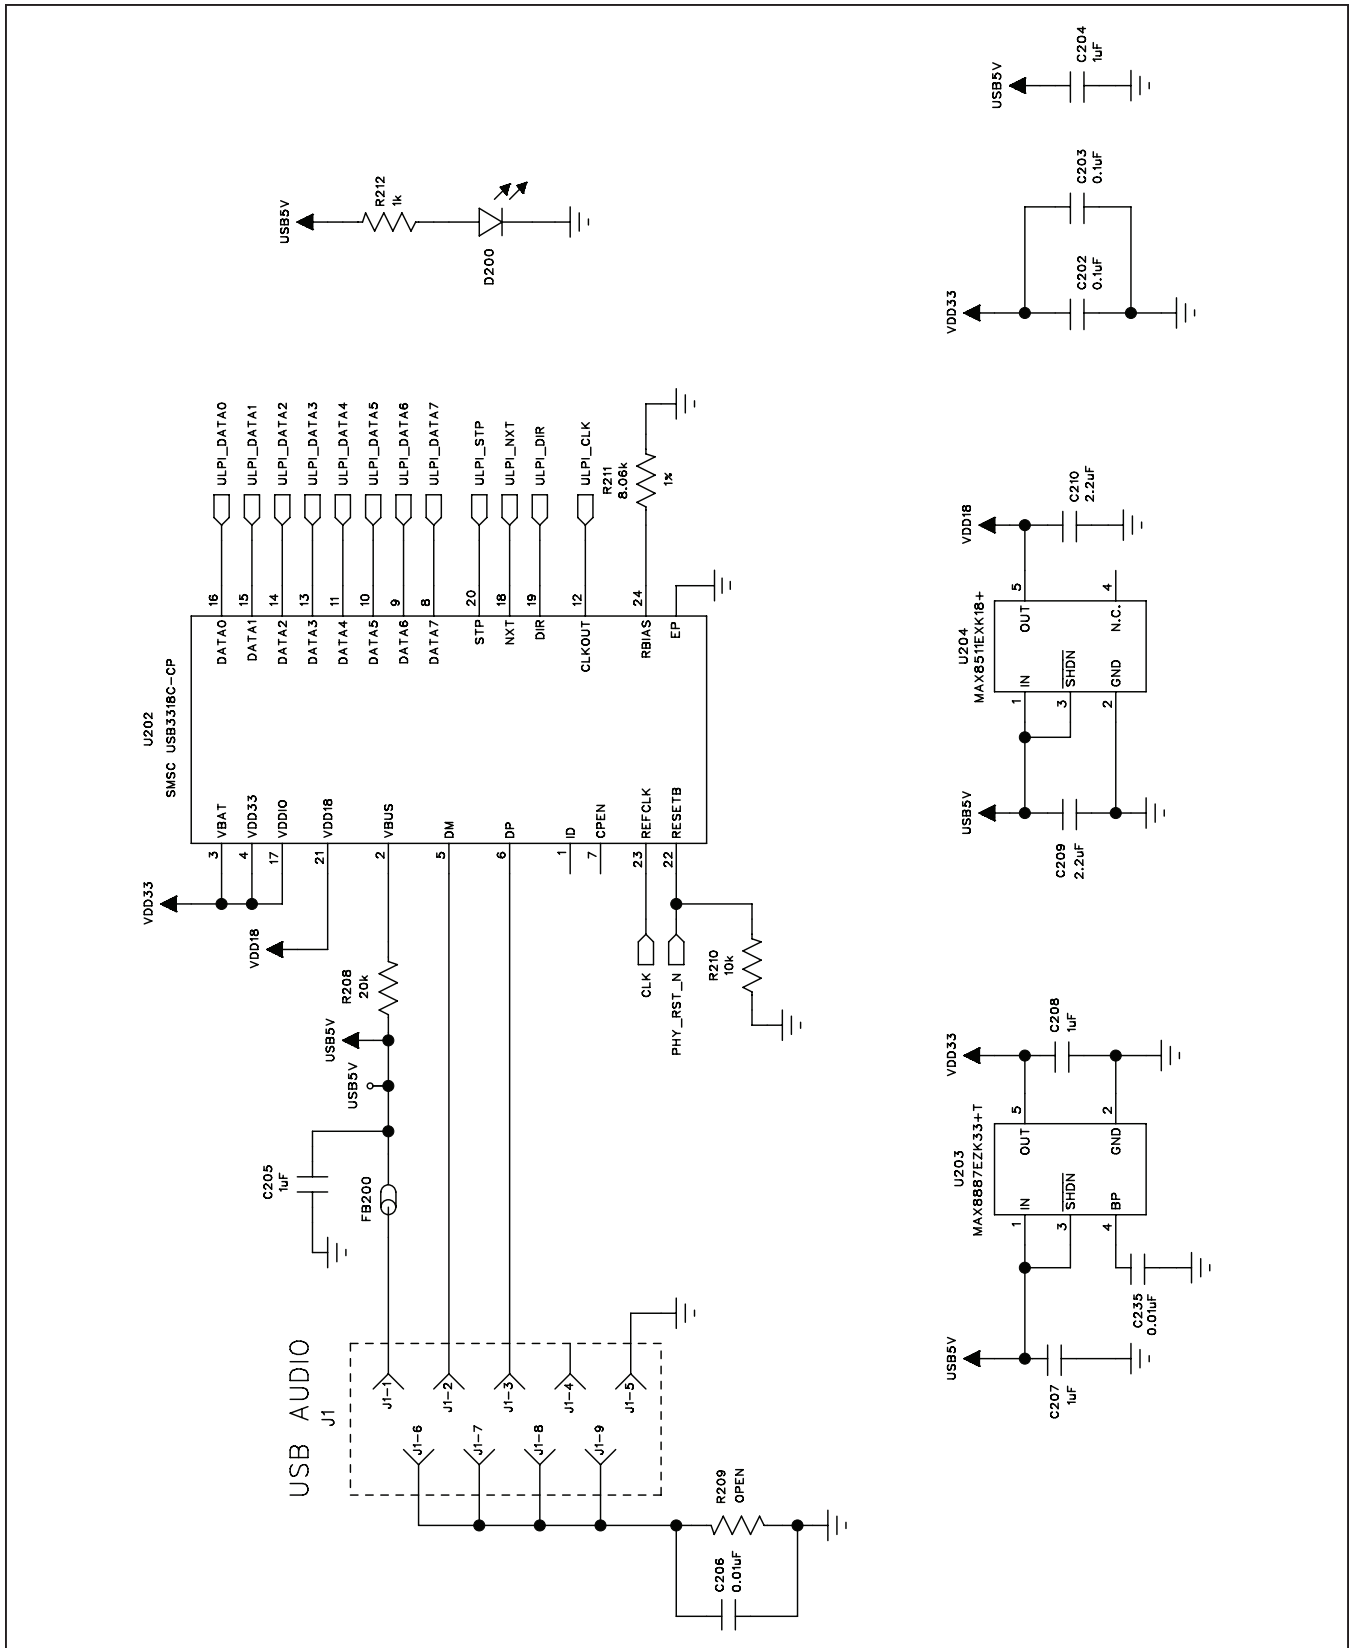 USB AUDIO
J1
J1-1
J1-2
J1-3
J1-4
J1-5
J1-6
J1-7
J1-8
J1-9
C206
0.01uF
R209
OPEN
C205
1uF
FB200
USB5V
USB5V
R208
20k
VDD33
VDD18
CLK
PHY_RST_N
R210
10k
U202
SMSC USB3318C-CP
3
VBAT
4
VDD33
17
VDDIO
21
VDD18
2
VBUS
5
DM
6
DP
1
ID
7
CPEN
23
REFCLK
22
RESETB
DATA0
16
ULPI_DATA0
DATA1
15
ULPI_DATA1
DATA2
14
ULPI_DATA2
DATA3
13
ULPI_DATA3
DATA4
11
ULPI_DATA4
DATA5
10
ULPI_DATA5
DATA6
9
ULPI_DATA6
DATA7
8
ULPI_DATA7
STP
20
ULPI_STP
NXT
18
ULPI_NXT
DIR
19
ULPI_DIR
CLKOUT
12
ULPI_CLK
RBIAS
24
R211
8.06k
1%
EP
USB5V
R212
1k
D200
USB5V
C207
1uF
U203
MAX8887EZK33+T
1
IN
3
SHDN
4
BP
OUT
5
GND
2
C235
0.01uF
VDD33
C208
1uF
USB5V
C209
2.2uF
U204
MAX8511EXK18+
1
IN
3
SHDN
2
GND
OUT
5
N.C.
4
VDD18
C210
2.2uF
VDD33
C202
0.1uF
C203
0.1uF
USB5V
C204
1uF